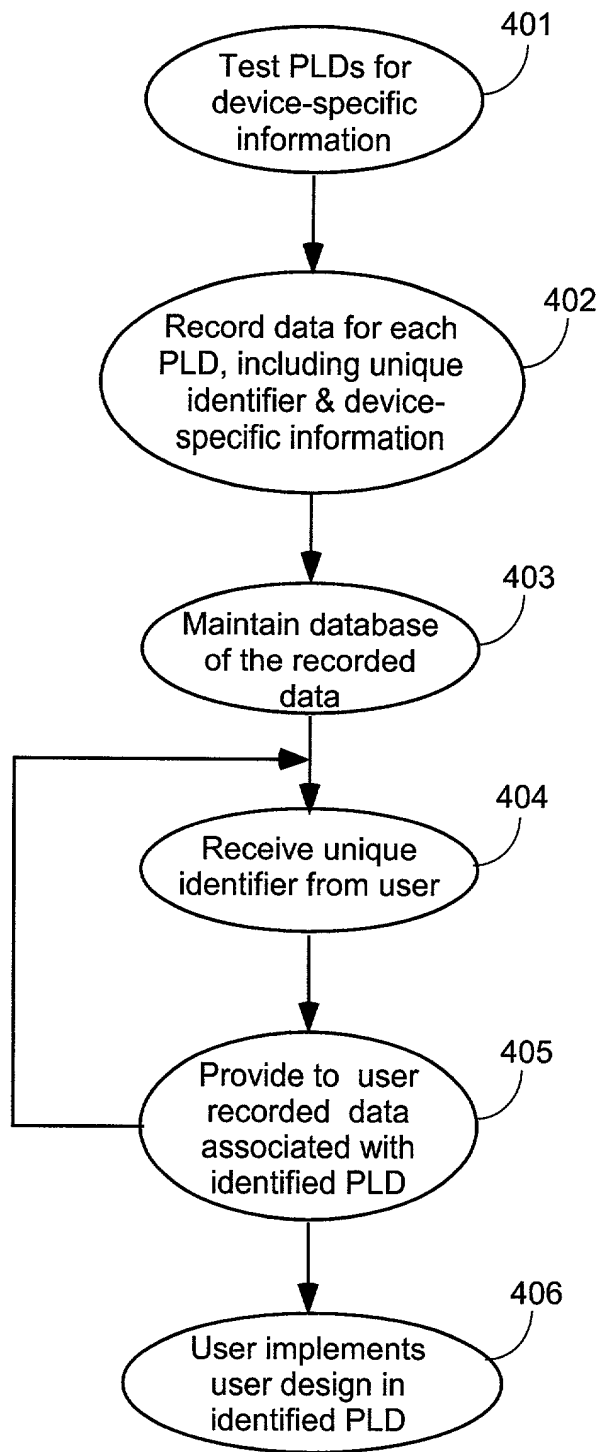 401
Test PLDs for
device-specific
information
402
Record data for each
PLD, including unique
identifier & device-
specific information
403
Maintain database
of the recorded
data
404
Receive unique
identifier from user
405
Provide to user
recorded data
associated with
identified PLD
406
User implements
user design in
identified PLD